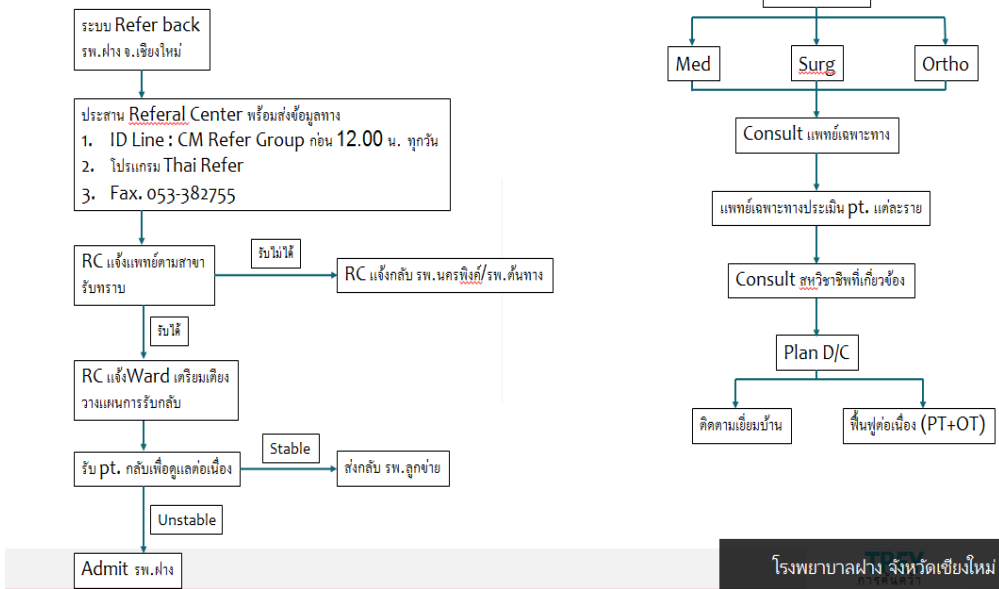 ระบบ Refer back
รพ.ฝาง จ.เชียงใหม่
ประสาน Referal Center พร้อมส่งข้อมูลทาง
1. ID Line : CM Refer Group ก่อน 12.00 น. ทุกวัน
2. โปรแกรม Thai Refer
3. Fax. 053-382755
RC แจ้งแพทย์ตามสาขา
รับทราบ
รับไม่ได้
RC แจ้งกลับ รพ.นครพิงค์/รพ.ต้นทาง
รับได้
RC แจ้งWard เตรียมเตียง
วางแผนการรับกลับ
รับ pt. กลับเพื่อดูแลต่อเนื่อง
Stable
ส่งกลับ รพ.ลูกข่าย
Unstable
Admit รพ.ฝาง
Med
Surg
Ortho
Consult แพทย์เฉพาะทาง
แพทย์เฉพาะทางประเมิน pt. แต่ละราย
Consult สหวิชาชีพที่เกี่ยวข้อง
Plan D/C
ติดตามเยี่ยมบ้าน
ฟื้นฟูต่อเนื่อง (PT+OT)
โรงพยาบาลฝาง จังหวัดเชียงใหม่